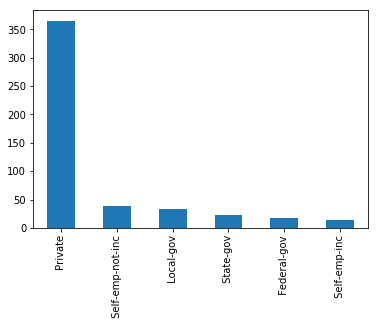 350
300
250
200
150
100
50
0
Private
Self-emp-not-inc
Local-gov
State-gov
Federal-gov
Self-emp-inc